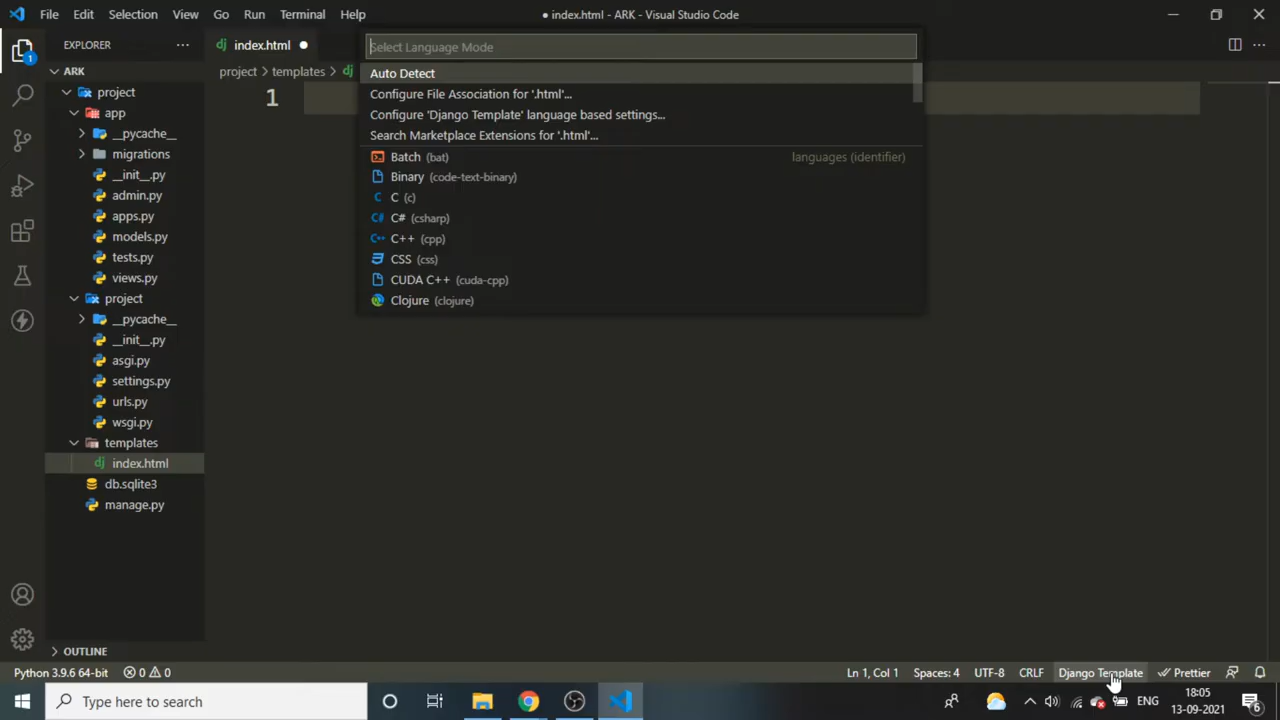 File Edit Selection View Go Run Terminal Help
● index.html - ARK - Visual Studio Code
EXPLORER
index.html
Select Language Mode
ARK
project > templates >
Auto Detect
project
1
Configure File Association for '.html'...
app
Configure 'Django Template' language based settings...
__pycache__
Search Marketplace Extensions for '.html'...
migrations
Batch (bat) languages (identifier)
__init__.py
Binary (code-text-binary)
admin.py
C (c)
apps.py
C# (csharp)
models.py
C++ (cpp)
tests.py
CSS (css)
views.py
CUDA C++ (cuda-cpp)
project
Clojure (clojure)
__pycache__
__init__.py
asgi.py
settings.py
urls.py
wsgi.py
templates
dj index.html
db.sqlite3
manage.py
OUTLINE
Python 3.9.6 64-bit 0 0 Ln 1, Col 1 Spaces: 4 UTF-8 CRLF Django Template Prettier
Type here to search
ENG
18:05
13-09-2021
6